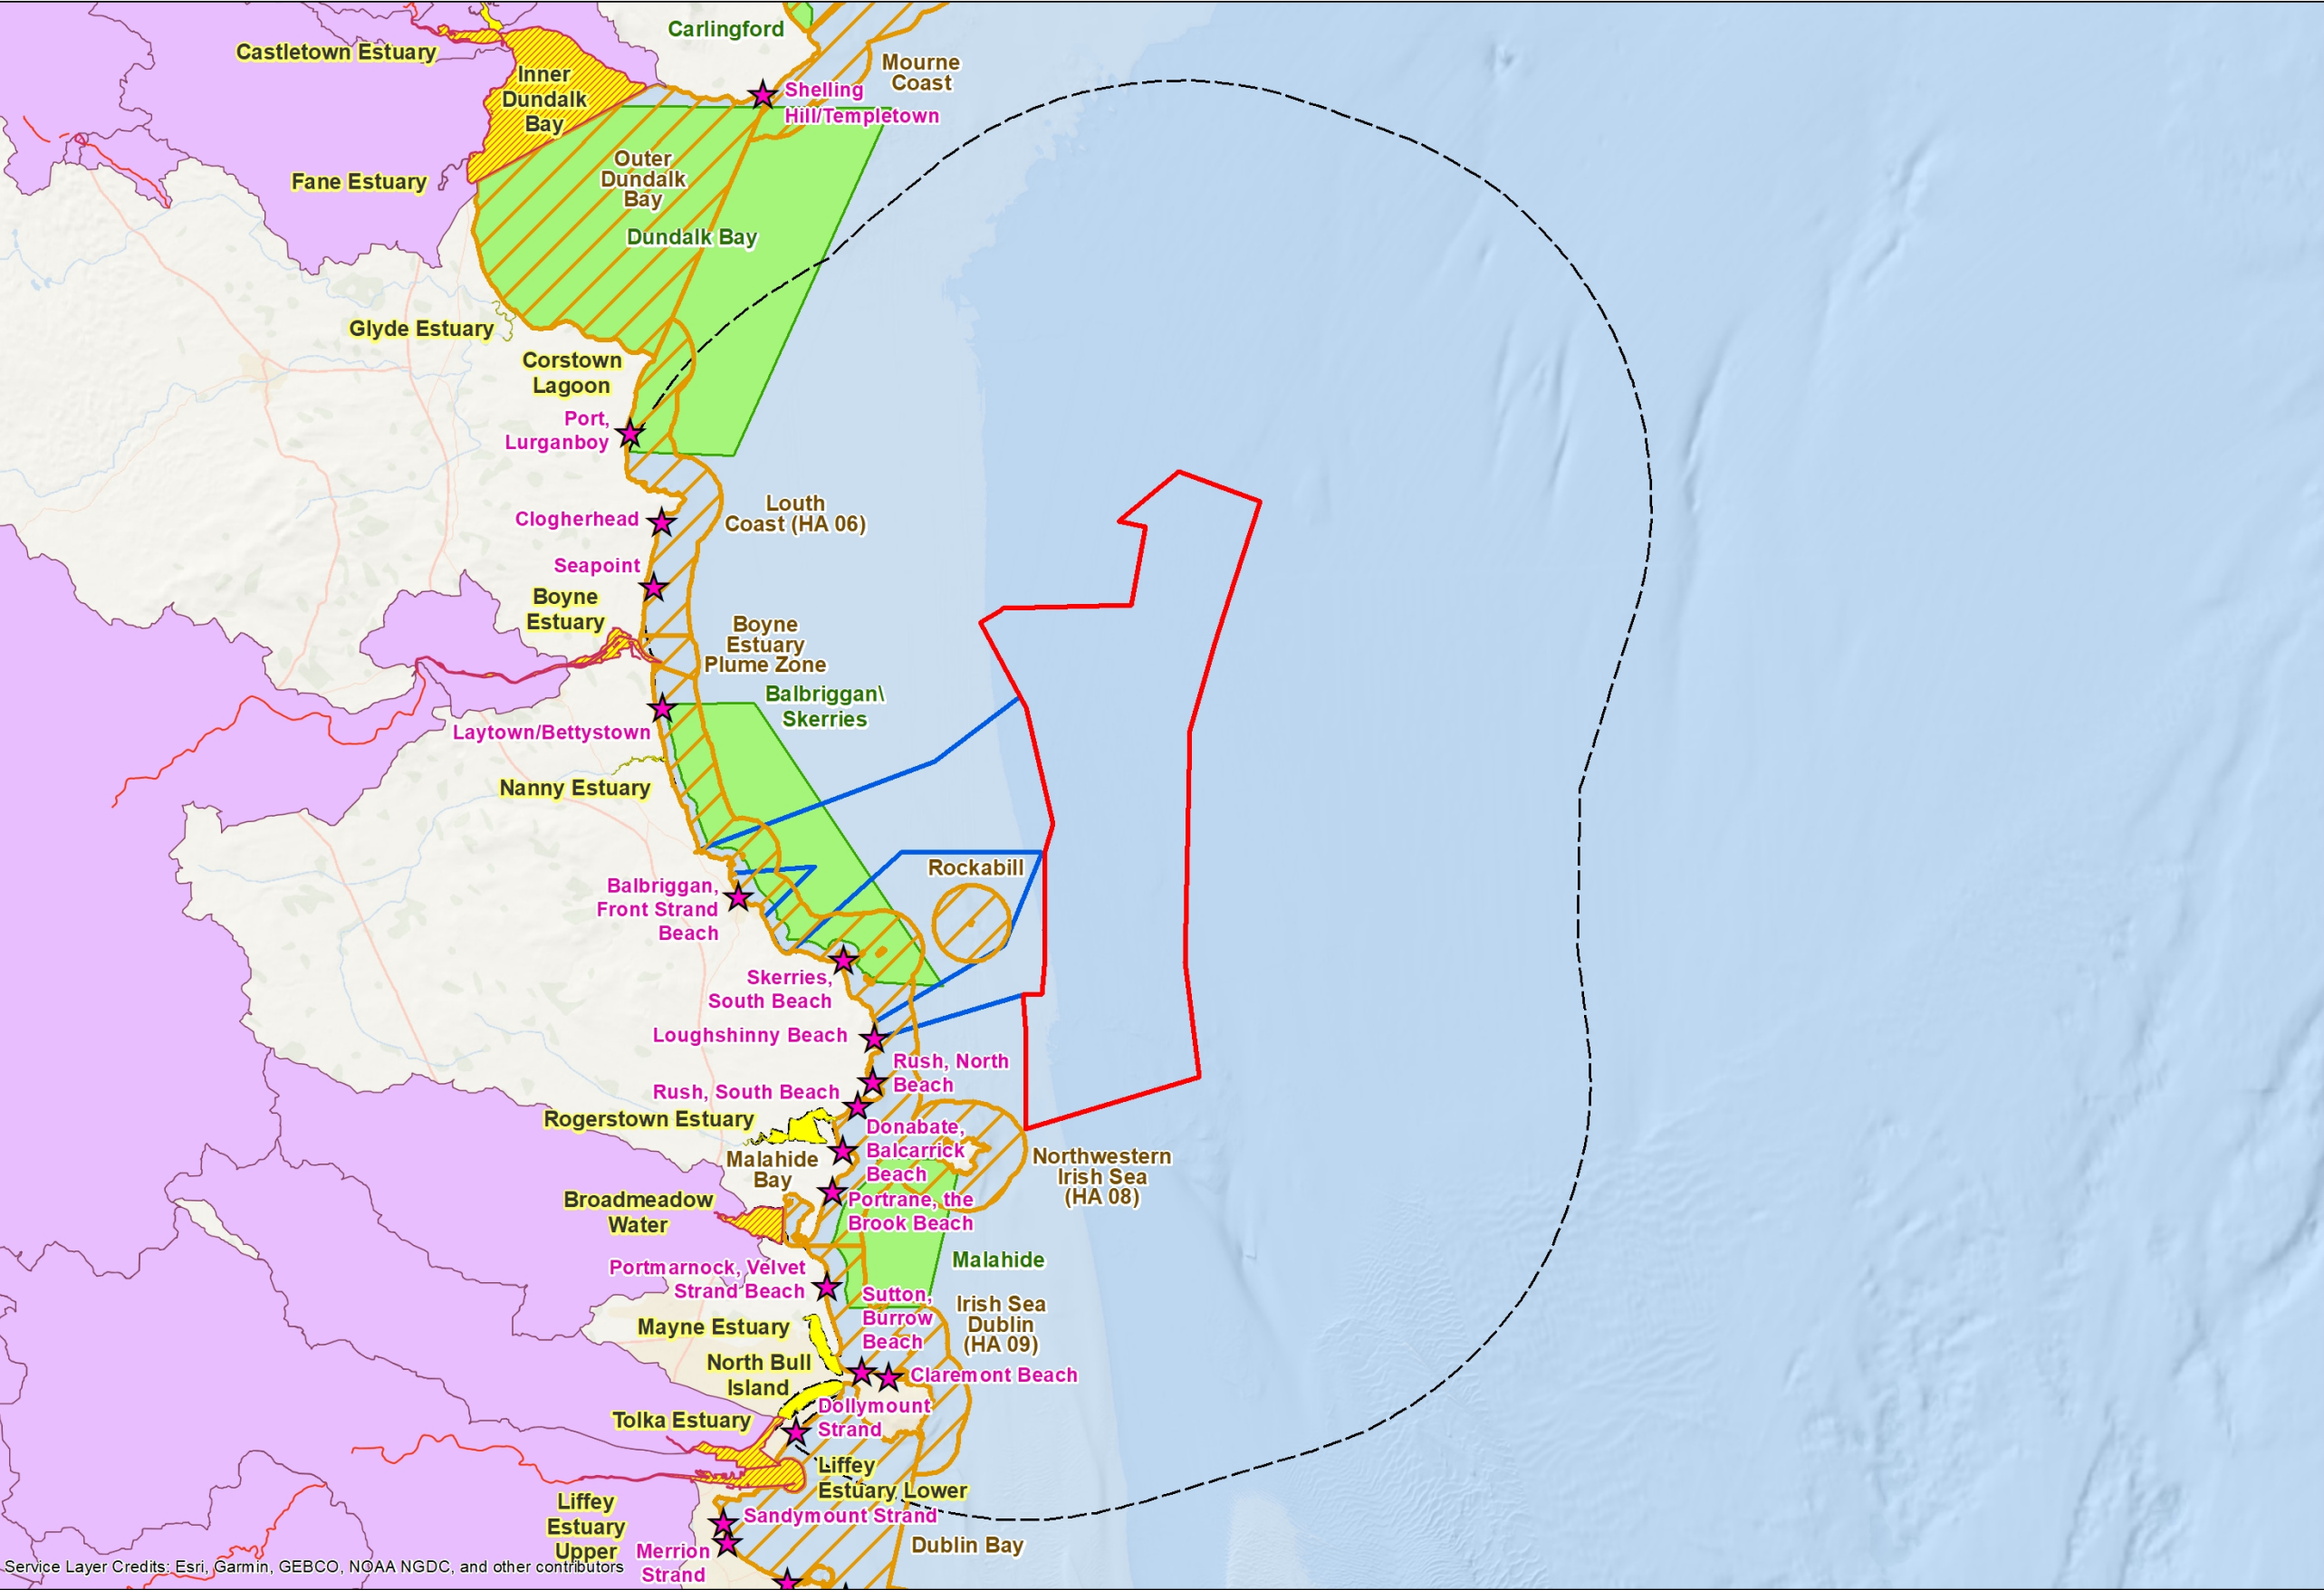 Carlingford
Castletown Estuary
Mourne
Coast
Inner
Dundalk
Bay
Shelling
Hill/Templetown
Outer
Dundalk
Bay
Fane Estuary
Dundalk Bay
Glyde Estuary
Corstown
Lagoon
Port,
Lurganboy
Louth
Coast (HA 06)
Clogherhead
Seapoint
Boyne
Estuary
Boyne
Estuary
Plume Zone
Balbriggan\
Skerries
Laytown/Bettystown
Nanny Estuary
Rockabill
Balbriggan,
Front Strand
Beach
Skerries,
South Beach
Loughshinny Beach
Rush, North
Beach
Rush, South Beach
Rogerstown Estuary
Donabate,
Balcarrick
Beach
Malahide
Bay
Northwestern
Irish Sea
(HA 08)
Broadmeadow
Water
Portrane, the
Brook Beach
Malahide
Portmarnock, Velvet
Strand Beach
Sutton,
Burrow
Beach
Irish Sea
Dublin
(HA 09)
Mayne Estuary
North Bull
Island
Claremont Beach
Dollymount
Strand
Tolka Estuary
Liffey
Estuary Lower
Liffey
Estuary
Upper
Sandymount Strand
Merrion
Strand
Dublin Bay
Service Layer Credits: Esri, Garmin, GEBCO, NOAA NGDC, and other contributors